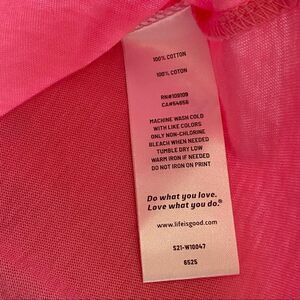 100% COTTON
100% COTON
RN#109109
CA#54656
MACHINE WASH COLD
WITH LIKE COLORS
ONLY NON-CHLORINE
BLEACH WHEN NEEDED
TUMBLE DRY LOW
WARM IRON IF NEEDED
DO NOT IRON ON PRINT
Do what you love.
Love what you do.®
www.lifeisgood.com
S21-W10047
6525